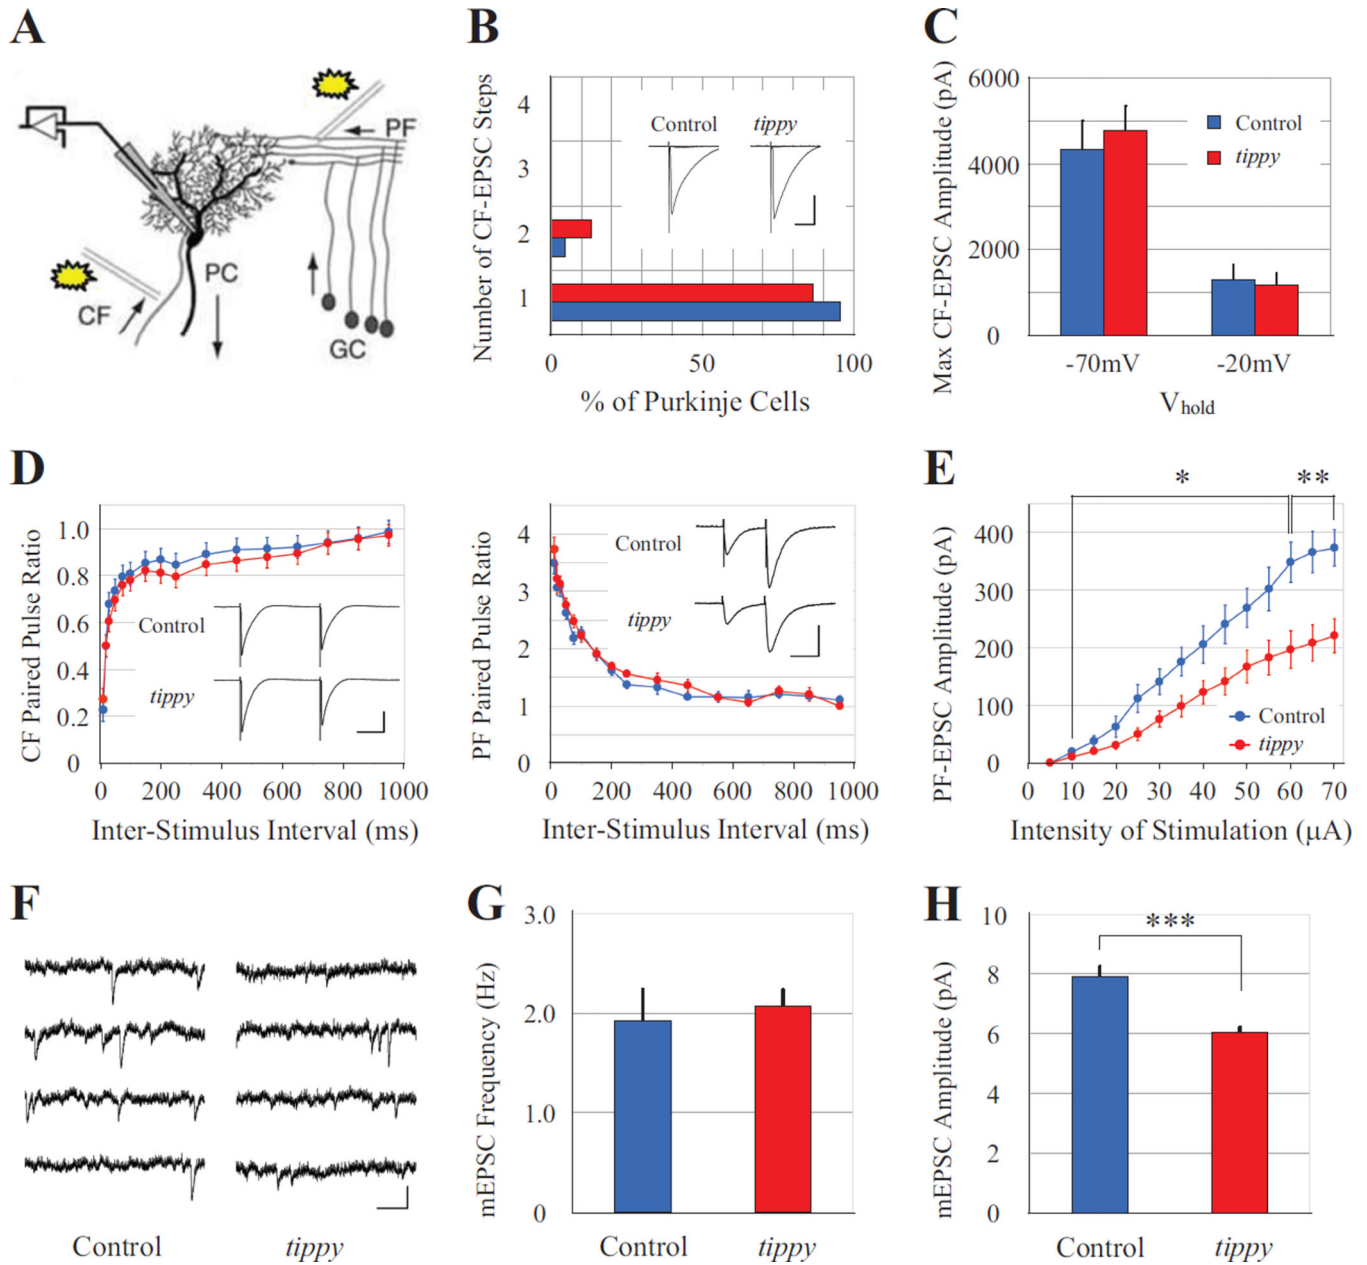 A
PF
PC
CF
GC
B
Number of CF-EPSC Steps
4
3
2
1
Control tippy
0 50 100
% of Purkinje Cells
C
Max CF-EPSC Amplitude (pA)
6000
4000
2000
0
Control
tippy
-70mV -20mV
Vhold
D
CF Paired Pulse Ratio
1.0
0.8
0.6
0.4
0.2
0
Control
tippy
0 200 400 600 800 1000
Inter-Stimulus Interval (ms)
PF Paired Pulse Ratio
4
3
2
1
0
Control
tippy
0 200 400 600 800 1000
Inter-Stimulus Interval (ms)
E
* **
PF-EPSC Amplitude (pA)
400
300
200
100
0
Control
tippy
0 10 20 30 40 50 60 70
Intensity of Stimulation (μA)
F
Control tippy
G
mEPSC Frequency (Hz)
3.0
2.0
1.0
0
Control tippy
H
mEPSC Amplitude (pA)
10
8
6
4
2
0
***
Control tippy